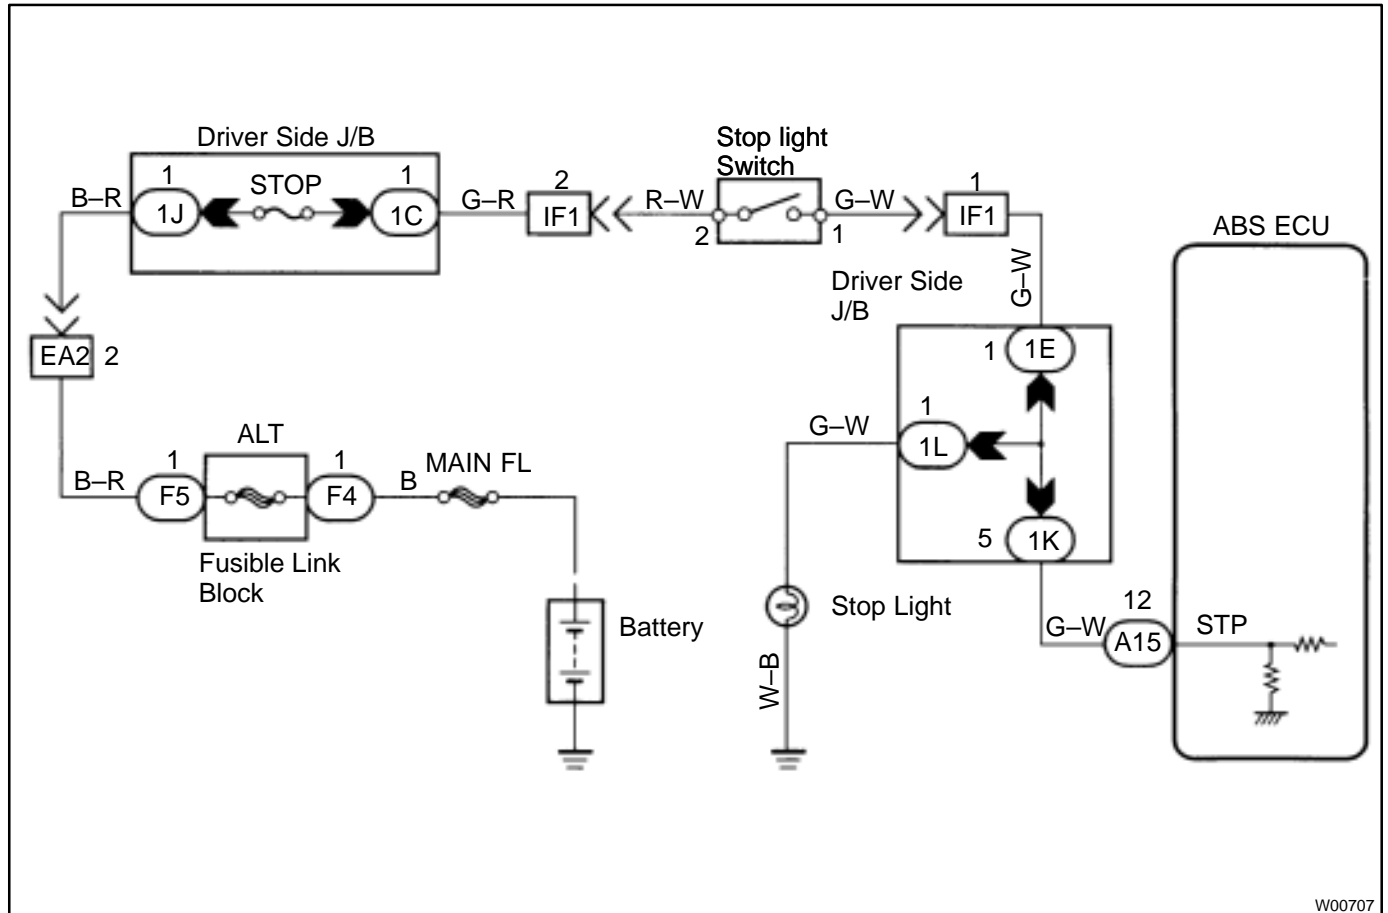 Driver Side J/B
Stop light
Switch
1
STOP
1
2
1
B–R
1J
1C
G–R
IF1
R–W
G–W
IF1
2
1
ABS ECU
Driver Side
J/B
G–W
EA2
2
1
1E
ALT
1
G–W
1L
1
1
MAIN FL
B–R
F5
F4
B
5
1K
Fusible Link
Block
Battery
Stop Light
12
G–W
A15
STP
W–B
W00707